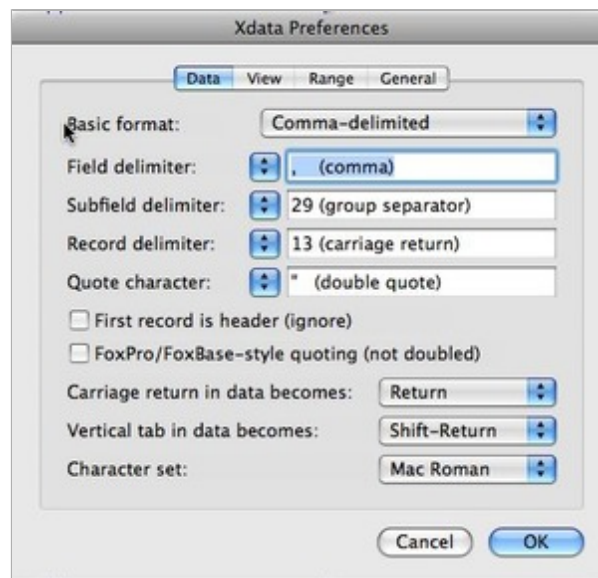 Xdata Preferences
Data View Range General
Basic format: Comma-delimited
Field delimiter: , (comma)
Subfield delimiter: 29 (group separator)
Record delimiter: 13 (carriage return)
Quote character: " (double quote)
First record is header (ignore)
FoxPro/FoxBase-style quoting (not doubled)
Carriage return in data becomes: Return
Vertical tab in data becomes: Shift-Return
Character set: Mac Roman
Cancel OK